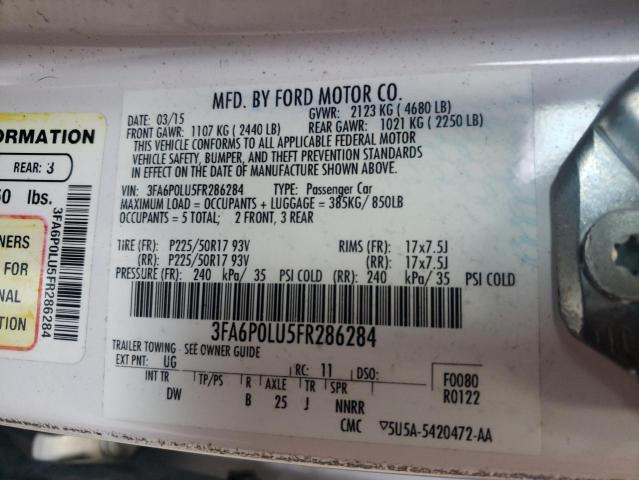 MFD. BY FORD MOTOR CO.
DATE: 03/15 GVWR: 2123 KG ( 4680 LB)
FRONT GAWR: 1107 KG ( 2440 LB) REAR GAWR: 1021 KG ( 2250 LB)
THIS VEHICLE CONFORMS TO ALL APPLICABLE FEDERAL MOTOR
VEHICLE SAFETY, BUMPER, AND THEFT PREVENTION STANDARDS
IN EFFECT ON THE DATE OF MANUFACTURE SHOWN ABOVE.
VIN: 3FA6P0LU5FR286284 TYPE: Passenger Car
MAXIMUM LOAD = OCCUPANTS + LUGGAGE = 385KG/ 850LB
OCCUPANTS = 5 TOTAL; 2 FRONT, 3 REAR
TIRE (FR): P225/50R17 93V RIMS (FR): 17x7.5J
(RR): P225/50R17 93V (RR): 17x7.5J
PRESSURE (FR): 240 kPa/ 35 PSI COLD (RR): 240 kPa/ 35 PSI COLD
3FA6P0LU5FR286284
TRAILER TOWING - SEE OWNER GUIDE
EXT PNT: UG RC: 11 DSO: F0080
INT TR TP/PS R AXLE TR SPR R0122
DW B 25 J NNRR
CMC ▽5U5A-5420472-AA
ORMATION
REAR: 3
50 lbs.
3FA6P0LU5FR286284
NERS
FOR
NAL
TION